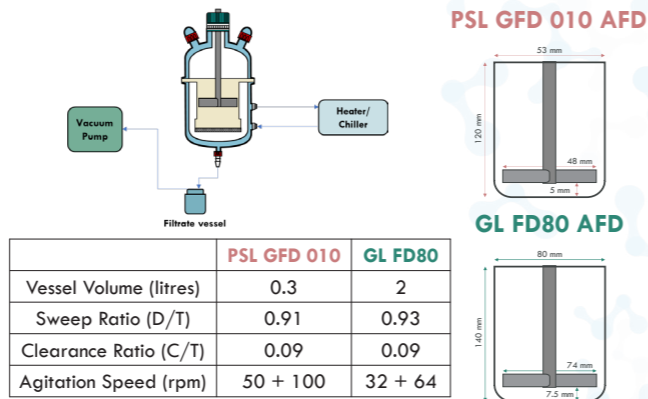 PSL GFD 010 AFD
53 mm
120 mm
48 mm
5 mm
Vacuum
Pump
Heater/
Chiller
Filtrate vessel
GL FD80 AFD
80 mm
140 mm
74 mm
7.5 mm
PSL GFD 010 GL FD80
Vessel Volume (litres) 0.3 2
Sweep Ratio (D/T) 0.91 0.93
Clearance Ratio (C/T) 0.09 0.09
Agitation Speed (rpm) 50 + 100 32 + 64